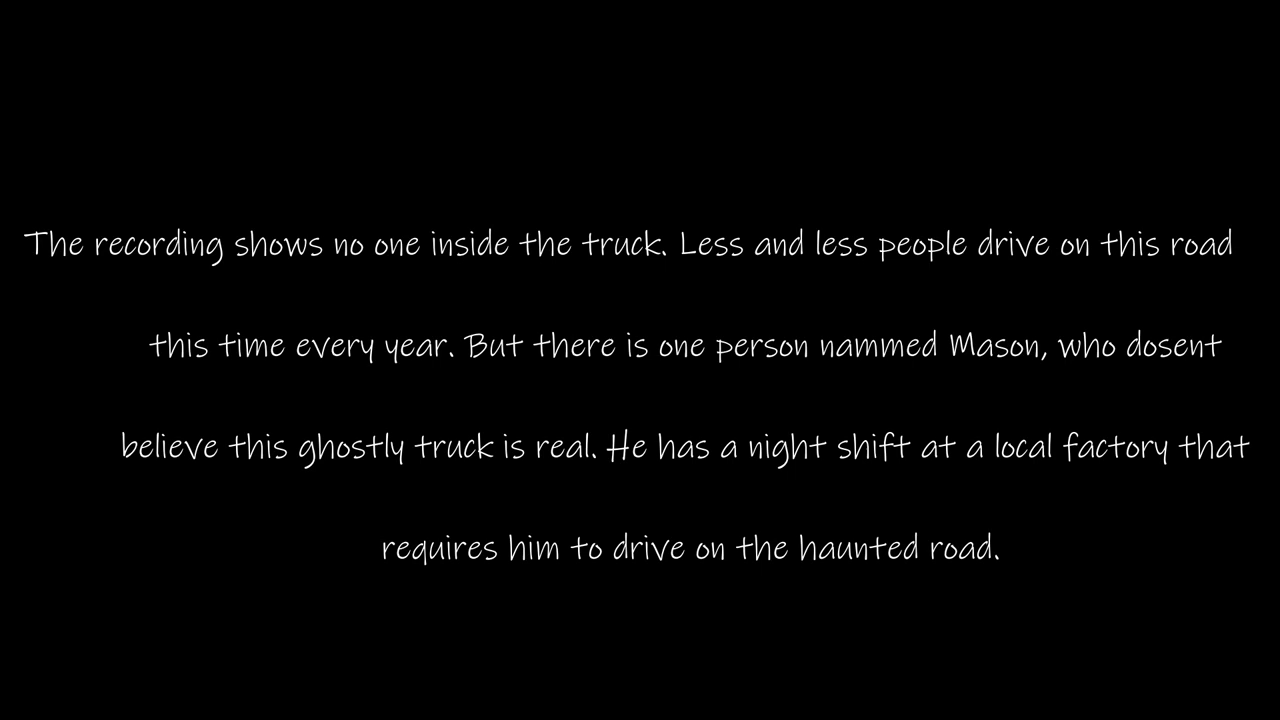 The recording shows no one inside the truck. Less and less people drive on this road
this time every year. But there is one person nammed Mason, who dosent
believe this ghostly truck is real. He has a night shift at a local factory that
requires him to drive on the haunted road.